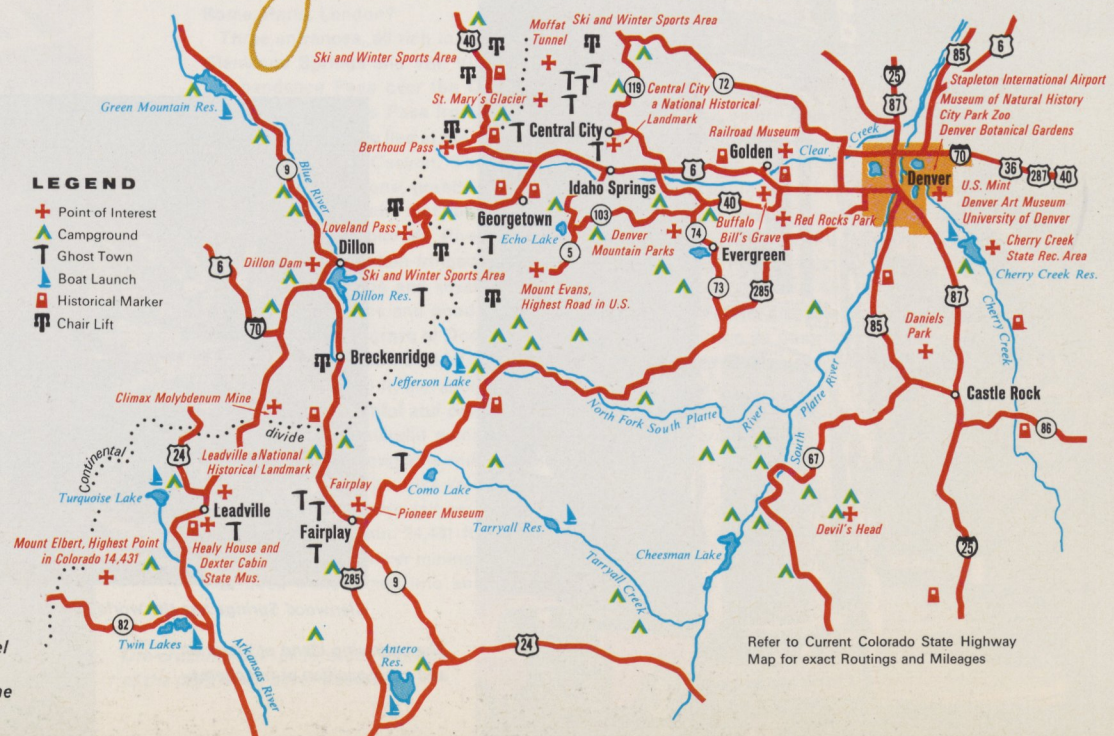 Moffat
Tunnel
Ski and Winter Sports Area
Ski and Winter Sports Area
40
85
6
25
87
119
72
Stapleton International Airport
Green Mountain Res.
St. Mary's Glacier
Central City
a National Historical
Landmark
Museum of Natural History
City Park Zoo
Denver Botanical Gardens
Berthoud Pass
Central City
Railroad Museum
Golden
Clear
Creek
9
Blue River
Idaho Springs
6
Denver
70
36
287
40
LEGEND
Point of Interest
Campground
Ghost Town
Boat Launch
Historical Marker
Chair Lift
Georgetown
103
40
Buffalo
Bill's Grave
Red Rocks Park
U.S. Mint
Denver Art Museum
University of Denver
Loveland Pass
Echo Lake
5
Denver
Mountain Parks
74
Evergreen
Cherry Creek
State Rec. Area
Cherry Creek Res.
Dillon
Dillon Dam
Ski and Winter Sports Area
Dillon Res.
6
70
Mount Evans,
Highest Road in U.S.
73
285
85
87
Daniels
Park
Cherry Creek
Breckenridge
Jefferson Lake
Castle Rock
Climax Molybdenum Mine
North Fork South Platte
River
South
Platte River
86
Continental
divide
24
Leadville a National
Historical Landmark
67
Turquoise Lake
Leadville
Fairplay
Pioneer Museum
Fairplay
Como Lake
Tarryall Res.
Devil's Head
Mount Elbert, Highest Point
in Colorado 14,431
Healy House and
Dexter Cabin
State Mus.
Cheesman Lake
25
285
9
Tarryall Creek
82
Twin Lakes
Arkansas River
Antero
Res.
24
Refer to Current Colorado State Highway
Map for exact Routings and Mileages